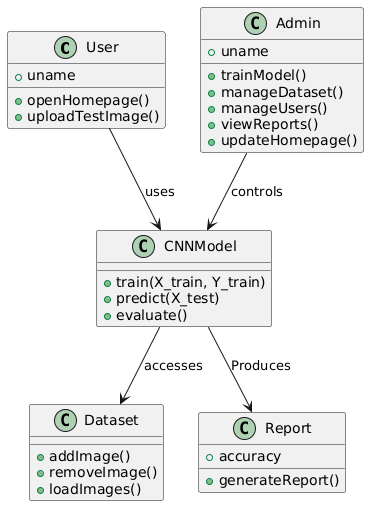 C User
uname
openHomepage()
uploadTestImage()
C Admin
uname
trainModel()
manageDataset()
manageUsers()
viewReports()
updateHomepage()
uses
controls
C CNNModel
train(X_train, Y_train)
predict(X_test)
evaluate()
accesses
Produces
C Dataset
addImage()
removeImage()
loadImages()
C Report
accuracy
generateReport()